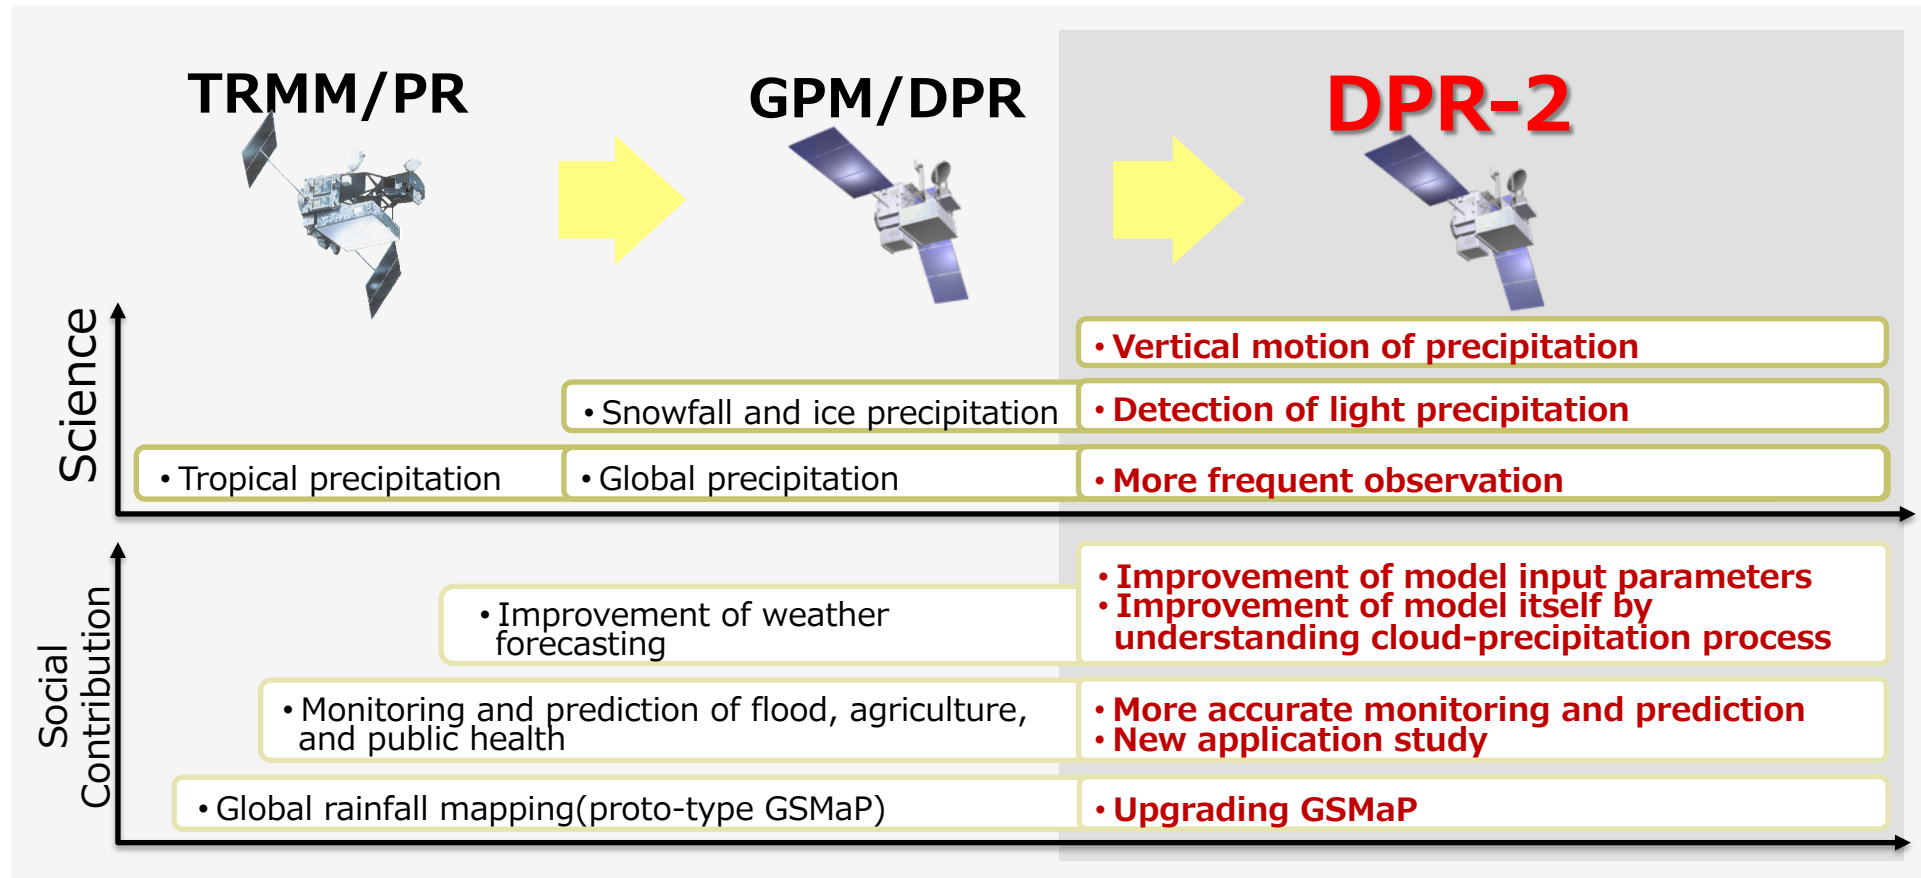 TRMM/PR
GPM/DPR
DPR-2
Science
• Vertical motion of precipitation
• Snowfall and ice precipitation
• Detection of light precipitation
• Tropical precipitation
• Global precipitation
• More frequent observation
Social
Contribution
• Improvement of weather
forecasting
• Improvement of model input parameters
• Improvement of model itself by
understanding cloud-precipitation process
• Monitoring and prediction of flood, agriculture,
and public health
• More accurate monitoring and prediction
• New application study
• Global rainfall mapping(proto-type GSMaP)
• Upgrading GSMaP